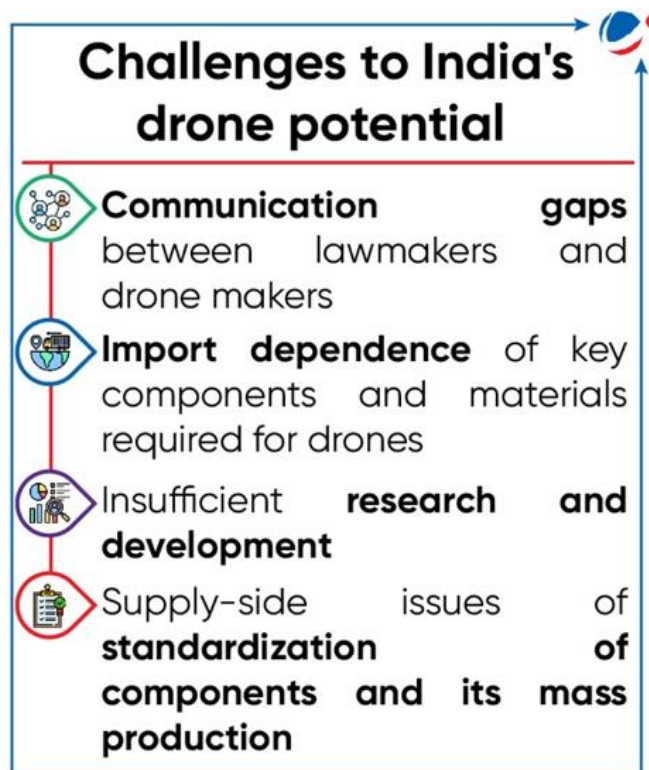 Challenges to India's
drone potential
Communication gaps
between lawmakers and
drone makers
Import dependence of key
components and materials
required for drones
Insufficient research and
development
Supply-side issues of
standardization of
components and its mass
production